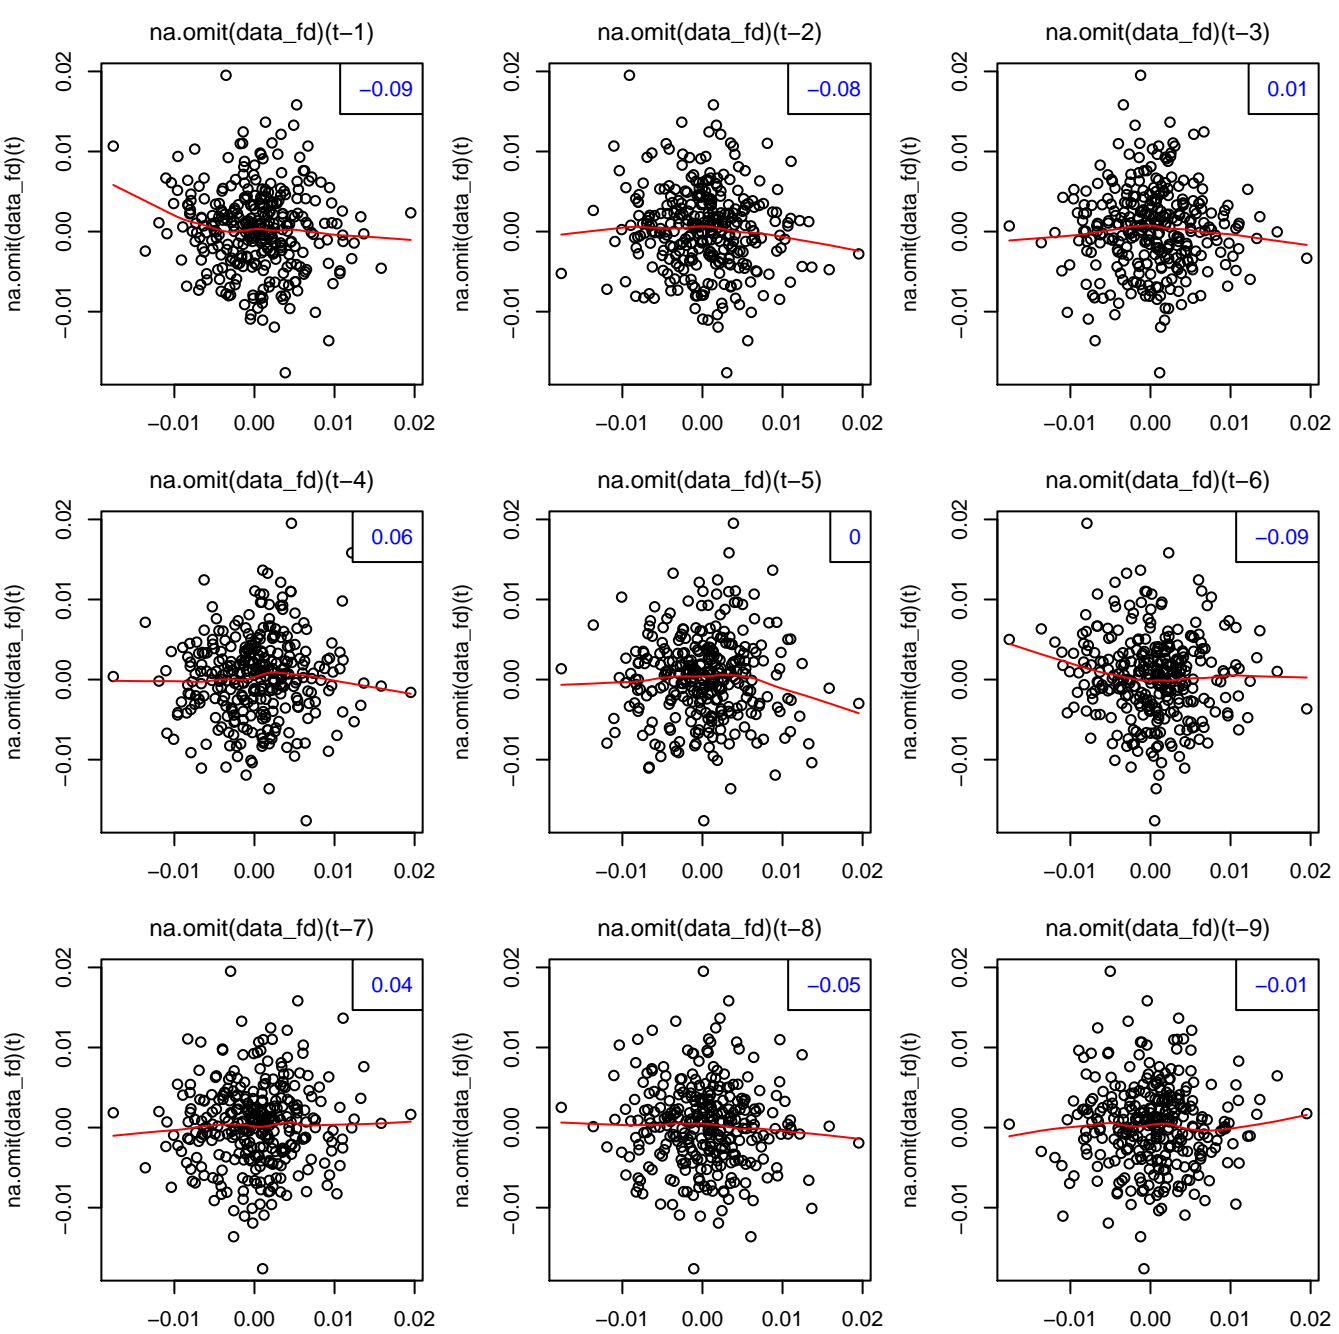 na.omit(data_fd)(t−1)
na.omit(data_fd)(t)
−0.09
0.02
0.01
0.00
−0.01
−0.01 0.00 0.01 0.02
na.omit(data_fd)(t−2)
na.omit(data_fd)(t)
−0.08
0.02
0.01
0.00
−0.01
−0.01 0.00 0.01 0.02
na.omit(data_fd)(t−3)
na.omit(data_fd)(t)
0.01
0.02
0.01
0.00
−0.01
−0.01 0.00 0.01 0.02
na.omit(data_fd)(t−4)
na.omit(data_fd)(t)
0.06
0.02
0.01
0.00
−0.01
−0.01 0.00 0.01 0.02
na.omit(data_fd)(t−5)
na.omit(data_fd)(t)
0
0.02
0.01
0.00
−0.01
−0.01 0.00 0.01 0.02
na.omit(data_fd)(t−6)
na.omit(data_fd)(t)
−0.09
0.02
0.01
0.00
−0.01
−0.01 0.00 0.01 0.02
na.omit(data_fd)(t−7)
na.omit(data_fd)(t)
0.04
0.02
0.01
0.00
−0.01
−0.01 0.00 0.01 0.02
na.omit(data_fd)(t−8)
na.omit(data_fd)(t)
−0.05
0.02
0.01
0.00
−0.01
−0.01 0.00 0.01 0.02
na.omit(data_fd)(t−9)
na.omit(data_fd)(t)
−0.01
0.02
0.01
0.00
−0.01
−0.01 0.00 0.01 0.02